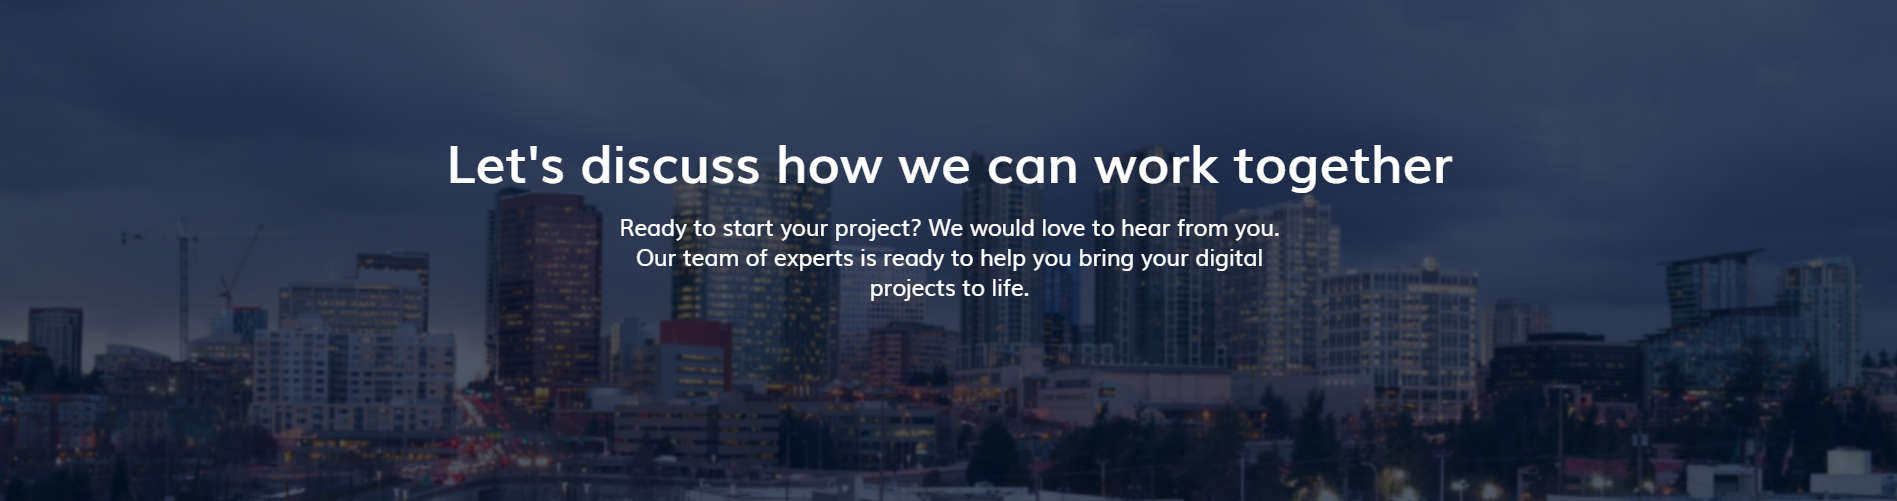 Let's discuss how we can work together
Ready to start your project? We would love to hear from you.
Our team of experts is ready to help you bring your digital
projects to life.